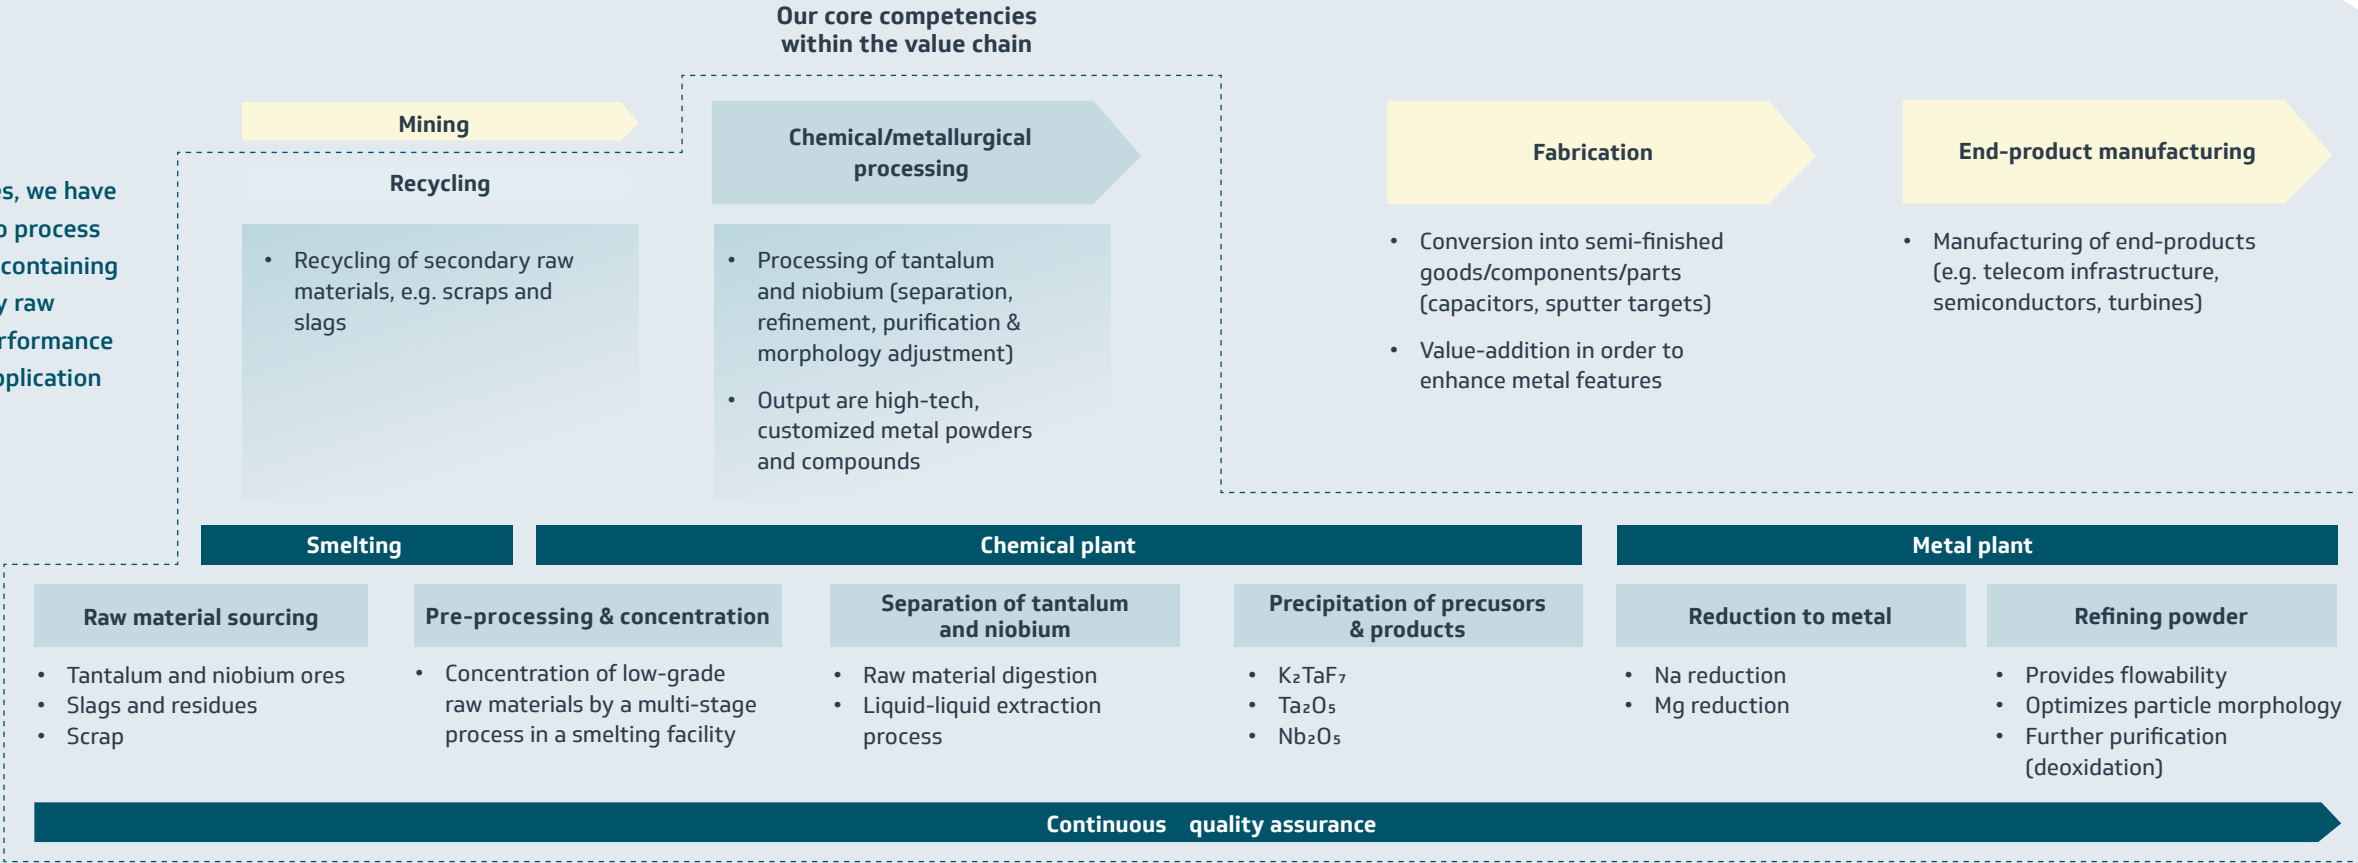 Our core competencies
within the value chain
es, we have
o process
containing
y raw
rformance
pplication
Mining
Recycling
• Recycling of secondary raw
materials, e.g. scraps and
slags
Chemical/metallurgical
processing
• Processing of tantalum
and niobium (separation,
refinement, purification &
morphology adjustment)
• Output are high-tech,
customized metal powders
and compounds
Fabrication
• Conversion into semi-finished
goods/components/parts
(capacitors, sputter targets)
• Value-addition in order to
enhance metal features
End-product manufacturing
• Manufacturing of end-products
(e.g. telecom infrastructure,
semiconductors, turbines)
Smelting
Chemical plant
Metal plant
Raw material sourcing
• Tantalum and niobium ores
• Slags and residues
• Scrap
Pre-processing & concentration
• Concentration of low-grade
raw materials by a multi-stage
process in a smelting facility
Separation of tantalum
and niobium
• Raw material digestion
• Liquid-liquid extraction
process
Precipitation of precusors
& products
• K₂TaF₇
• Ta₂O₅
• Nb₂O₅
Reduction to metal
• Na reduction
• Mg reduction
Refining powder
• Provides flowability
• Optimizes particle morphology
• Further purification
(deoxidation)
Continuous quality assurance